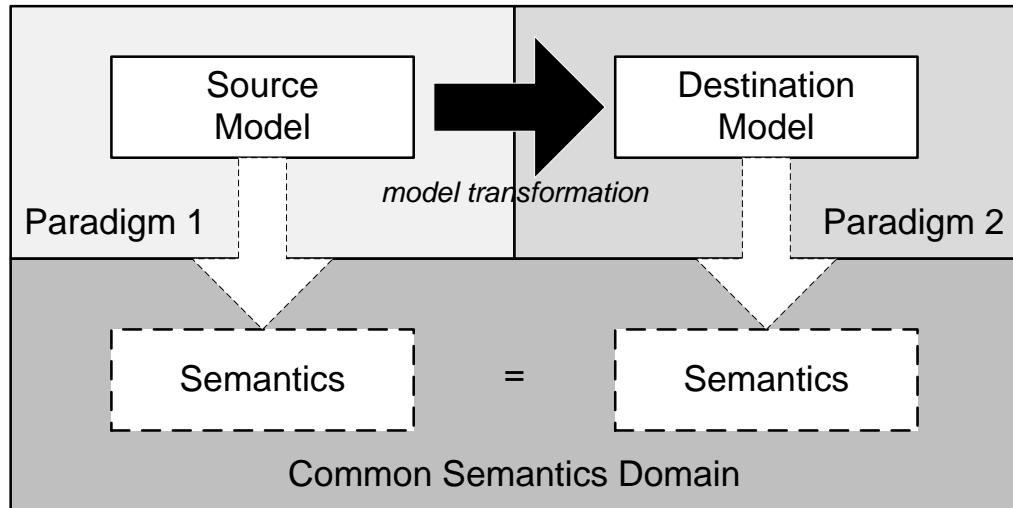 Source
Model
Destination
Model
model transformation
Paradigm 1
Paradigm 2
Semantics
=
Semantics
Common Semantics Domain